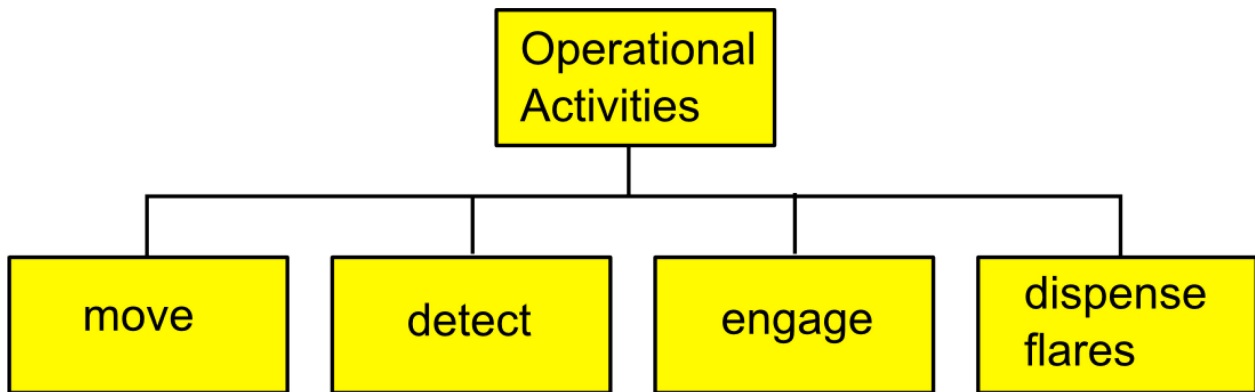 Operational
Activities
move
detect
engage
dispense
flares